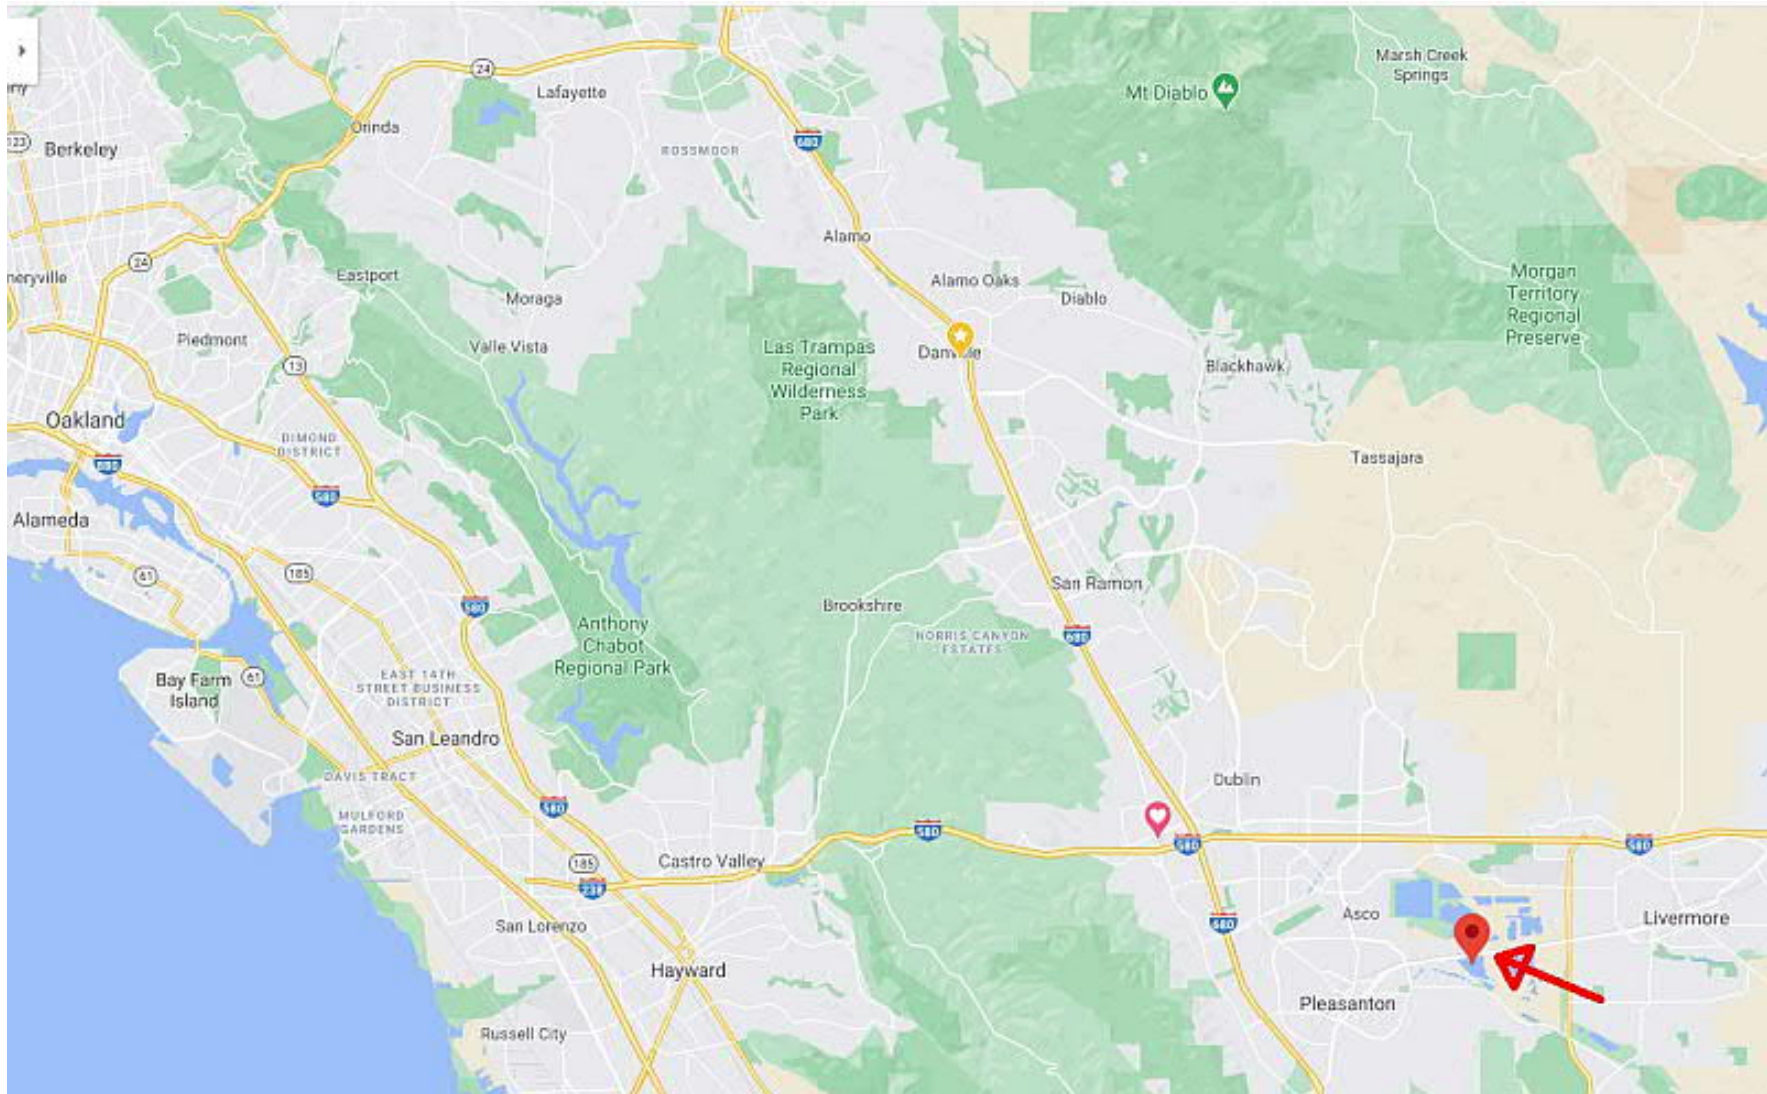 24
Lafayette
Marsh Creek
Springs
Mt Diablo
Orinda
123
Berkeley
680
ROSSMOOR
Alamo
24
Eastport
Moraga
Alamo Oaks
Diablo
Morgan
Territory
Regional
Preserve
neryville
Piedmont
Valle Vista
Las Trampas
Regional
Wilderness
Park
Blackhawk
13
Oakland
DIMOND
DISTRICT
880
580
Tassajara
Alameda
61
185
580
San Ramon
Brookshire
680
NORRIS CANYON
ESTATES
Anthony
Chabot
Regional Park
Bay Farm
Island
61
EAST 14TH
STREET BUSINESS
DISTRICT
San Leandro
DAVIS TRACT
Dublin
580
MULFORD
GARDENS
580
580
580
185
238
Castro Valley
San Lorenzo
680
Asco
Livermore
Hayward
Pleasanton
Russell City